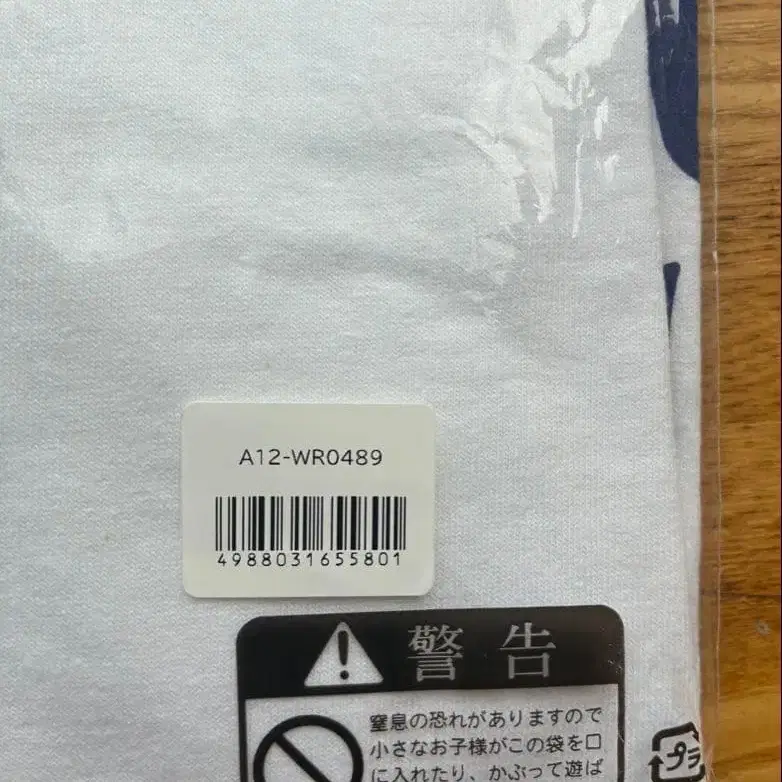 A12-WR0489
4988031655801
警告
窒息の恐れがありますので
小さなお子様がこの袋を口
に入れたり、かぶって遊ば
プラ